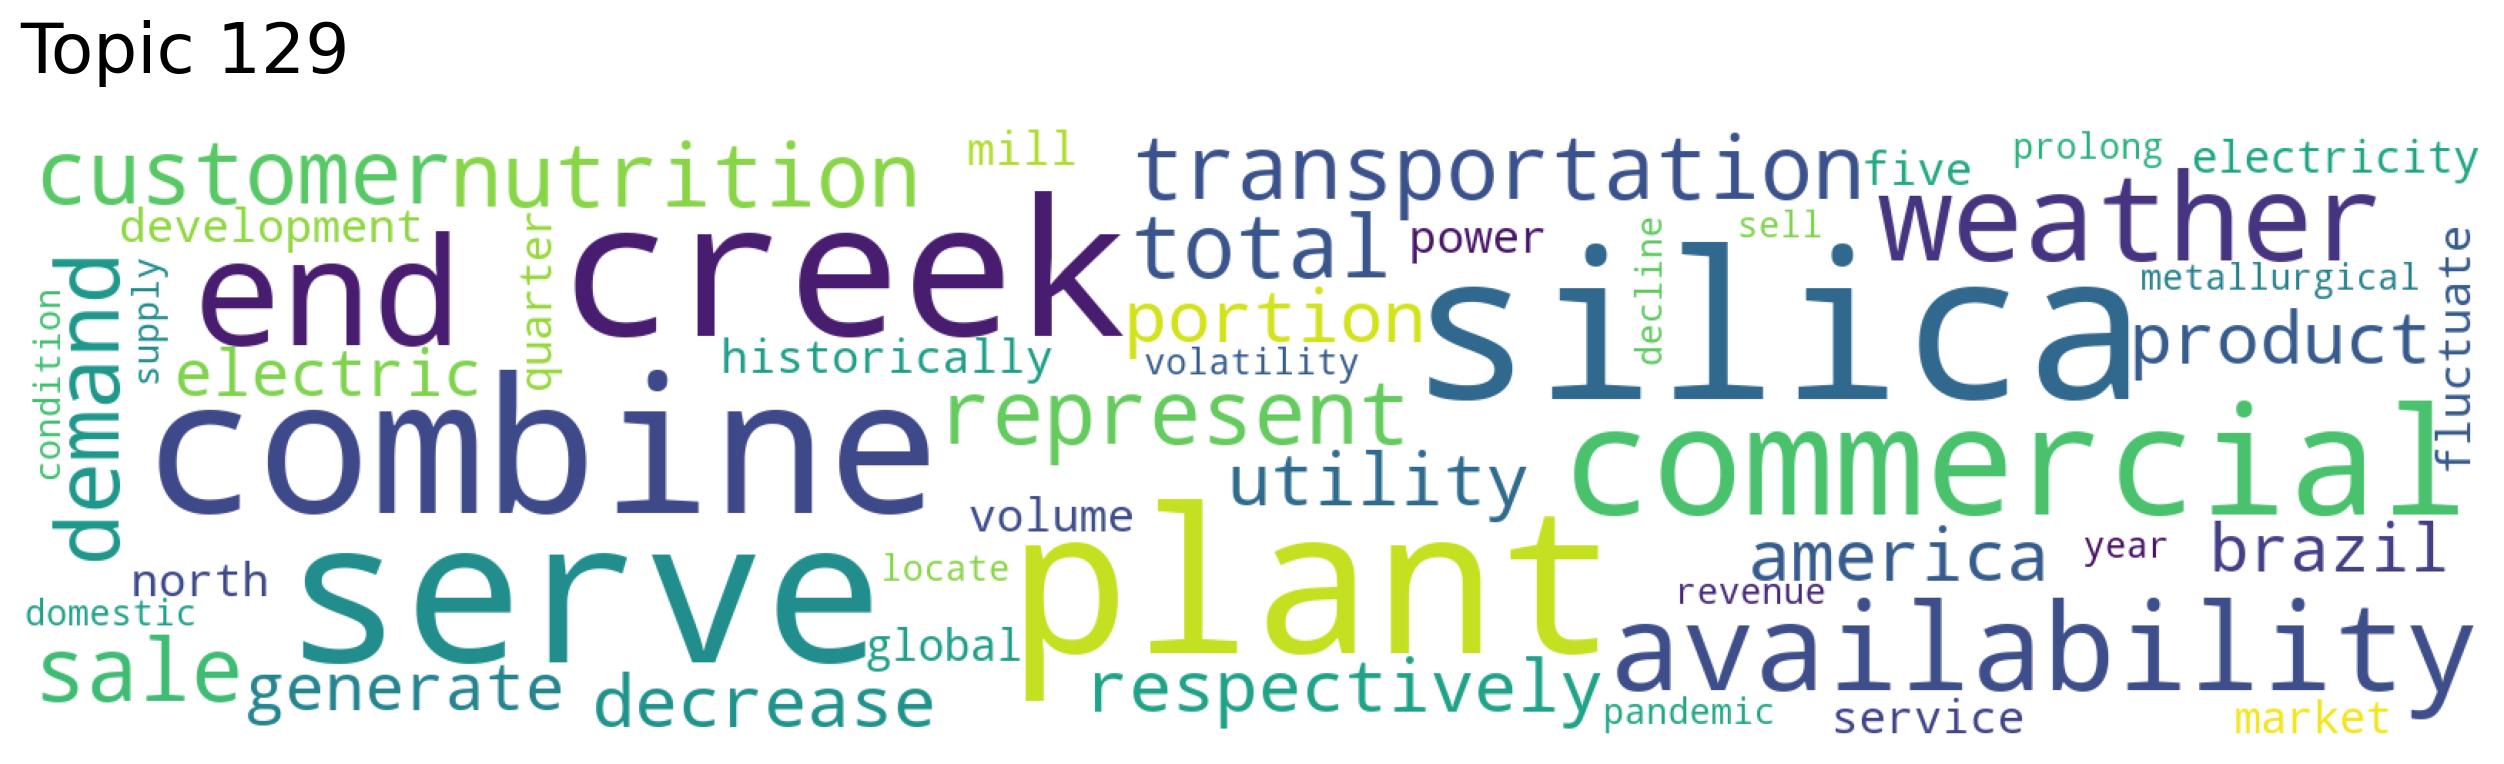 Topic 129
customer nutrition mill transportation five prolong electricity
development quarter total power decline sell weather
end creek metallurgical
demand supply condition portion silica product fluctuate
electric historically volatility
combine represent commercial
utility
volume plant
north serve locate america year brazil
domestic revenue
sale global availability
generate decrease respectively pandemic service market